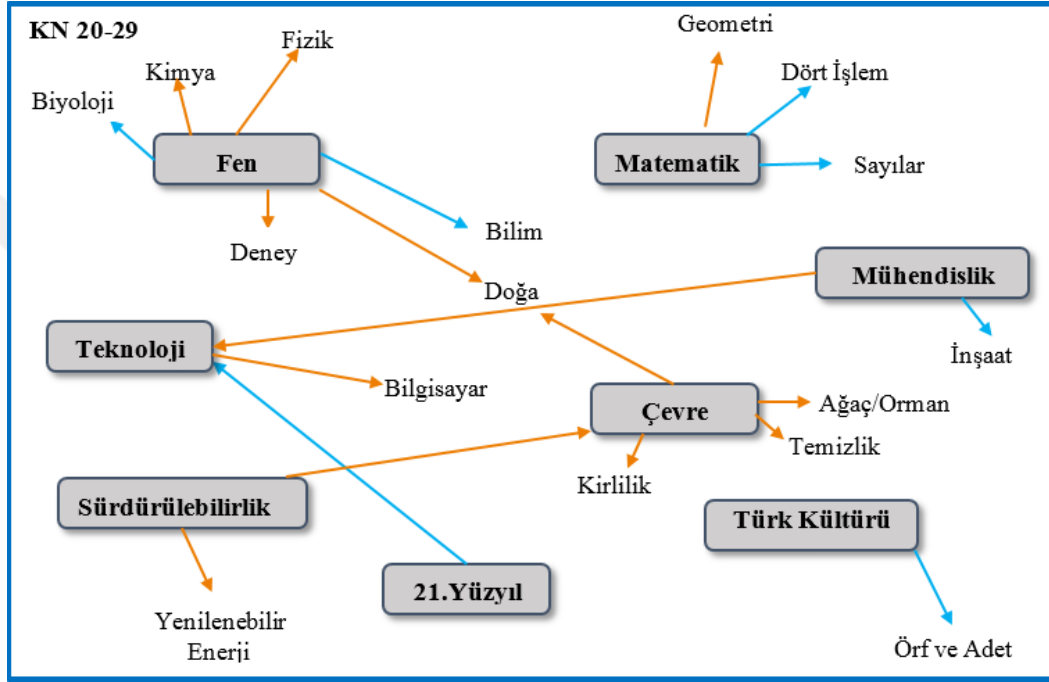 KN 20-29
Geometri
Fizik
Kimya
Dört İşlem
Biyoloji
Fen
Matematik
Sayılar
Bilim
Deney
Mühendislik
Doğa
Teknoloji
İnşaat
Bilgisayar
Ağaç/Orman
Çevre
Temizlik
Kirlilik
Sürdürülebilirlik
Türk Kültürü
21.Yüzyıl
Yenilenebilir
Enerji
Örf ve Adet